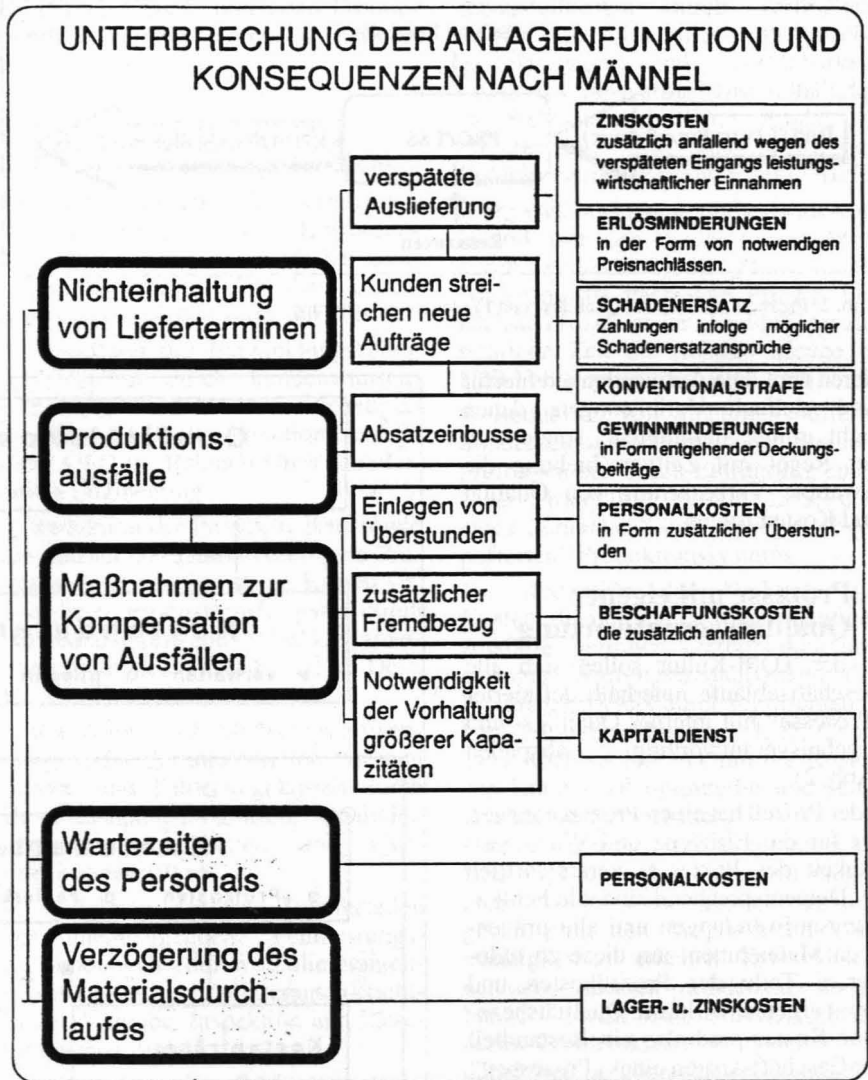 UNTERBRECHUNG DER ANLAGENFUNKTION UND
KONSEQUENZEN NACH MÄNNEL
Nichteinhaltung
von Lieferterminen
Produktions-
ausfälle
Maßnahmen zur
Kompensation
von Ausfällen
Wartezeiten
des Personals
Verzögerung des
Materialsdurch-
laufes
verspätete
Auslieferung
Kunden strei-
chen neue
Aufträge
Absatzeinbusse
Einlegen von
Überstunden
zusätzlicher
Fremdbezug
Notwendigkeit
der Vorhaltung
größerer Kapa-
zitäten
ZINSKOSTEN
zusätzlich anfallend wegen des
verspäteten Eingangs leistungs-
wirtschaftlicher Einnahmen
ERLÖSMINDERUNGEN
in der Form von notwendigen
Preisnachlässen.
SCHADENERSATZ
Zahlungen infolge möglicher
Schadenersatzansprüche
KONVENTIONALSTRAFE
GEWINNMINDERUNGEN
in Form entgehender Deckungs-
beiträge
PERSONALKOSTEN
in Form zusätzlicher Überstun-
den
BESCHAFFUNGSKOSTEN
die zusätzlich anfallen
KAPITALDIENST
PERSONALKOSTEN
LAGER- u. ZINSKOSTEN